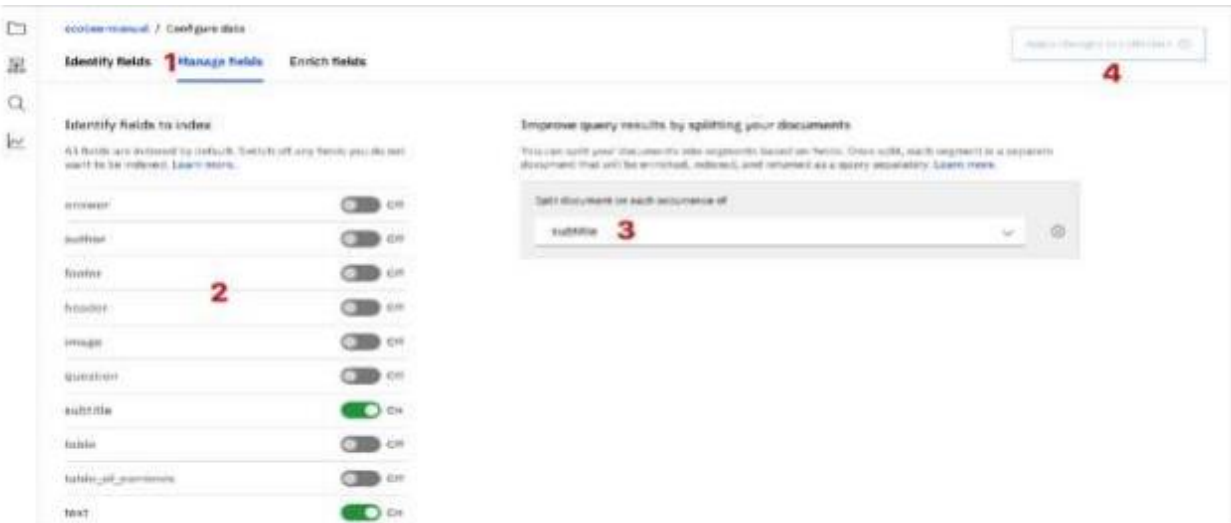 ecobee-manual / Configure data
Identify fields 1 Manage fields Enrich fields
Apply changes to collection
4
Identify fields to index
All fields are indexed by default. Switch off any fields you do not
want to be indexed. Learn more.
answer Off
author Off
footer Off
2
header Off
image Off
question Off
subtitle On
table Off
table_of_contents Off
text On
Improve query results by splitting your documents
You can split your documents into segments based on fields. Once split, each segment is a separate
document that will be enriched, indexed, and returned as a query separately. Learn more.
Split document on each occurrence of
subtitle 3